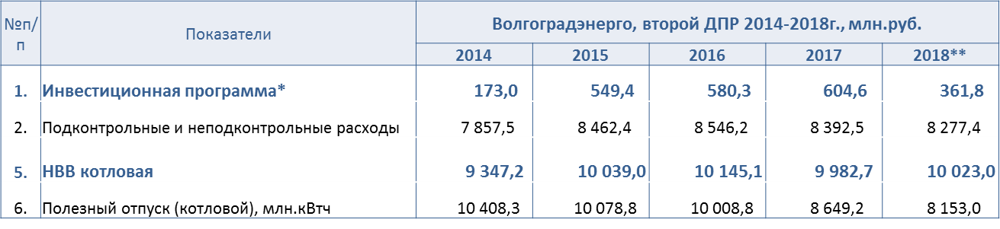 №п/п Показатели Волгоградэнерго, второй ДПР 2014-2018г., млн.руб.
2014 2015 2016 2017 2018**
1. Инвестиционная программа* 173,0 549,4 580,3 604,6 361,8
2. Подконтрольные и неподконтрольные расходы 7 857,5 8 462,4 8 546,2 8 392,5 8 277,4
5. НВВ котловая 9 347,2 10 039,0 10 145,1 9 982,7 10 023,0
6. Полезный отпуск (котловой), млн.кВтч 10 408,3 10 078,8 10 008,8 8 649,2 8 153,0